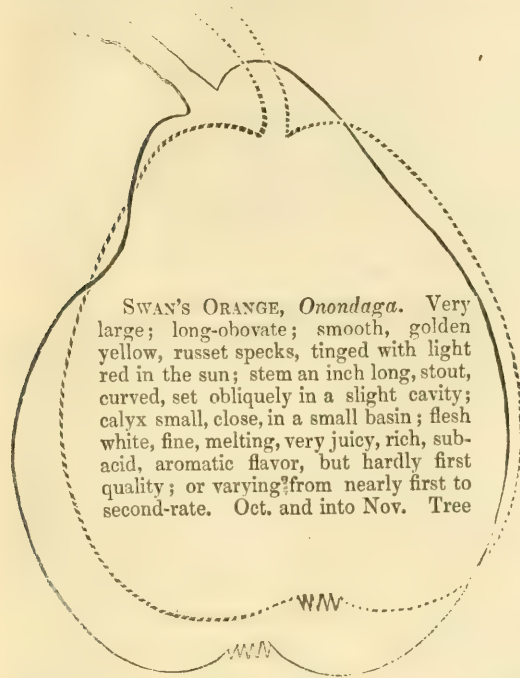 SWAN'S ORANGE, Onondaga. Very
large; long-obovate; smooth, golden
yellow, russet specks, tinged with light
red in the sun; stem an inch long, stout,
curved, set obliquely in a slight cavity;
calyx small, close, in a small basin; flesh
white, fine, melting, very juicy, rich, sub-
acid, aromatic flavor, but hardly first
quality; or varying from nearly first to
second-rate. Oct. and into Nov. Tree